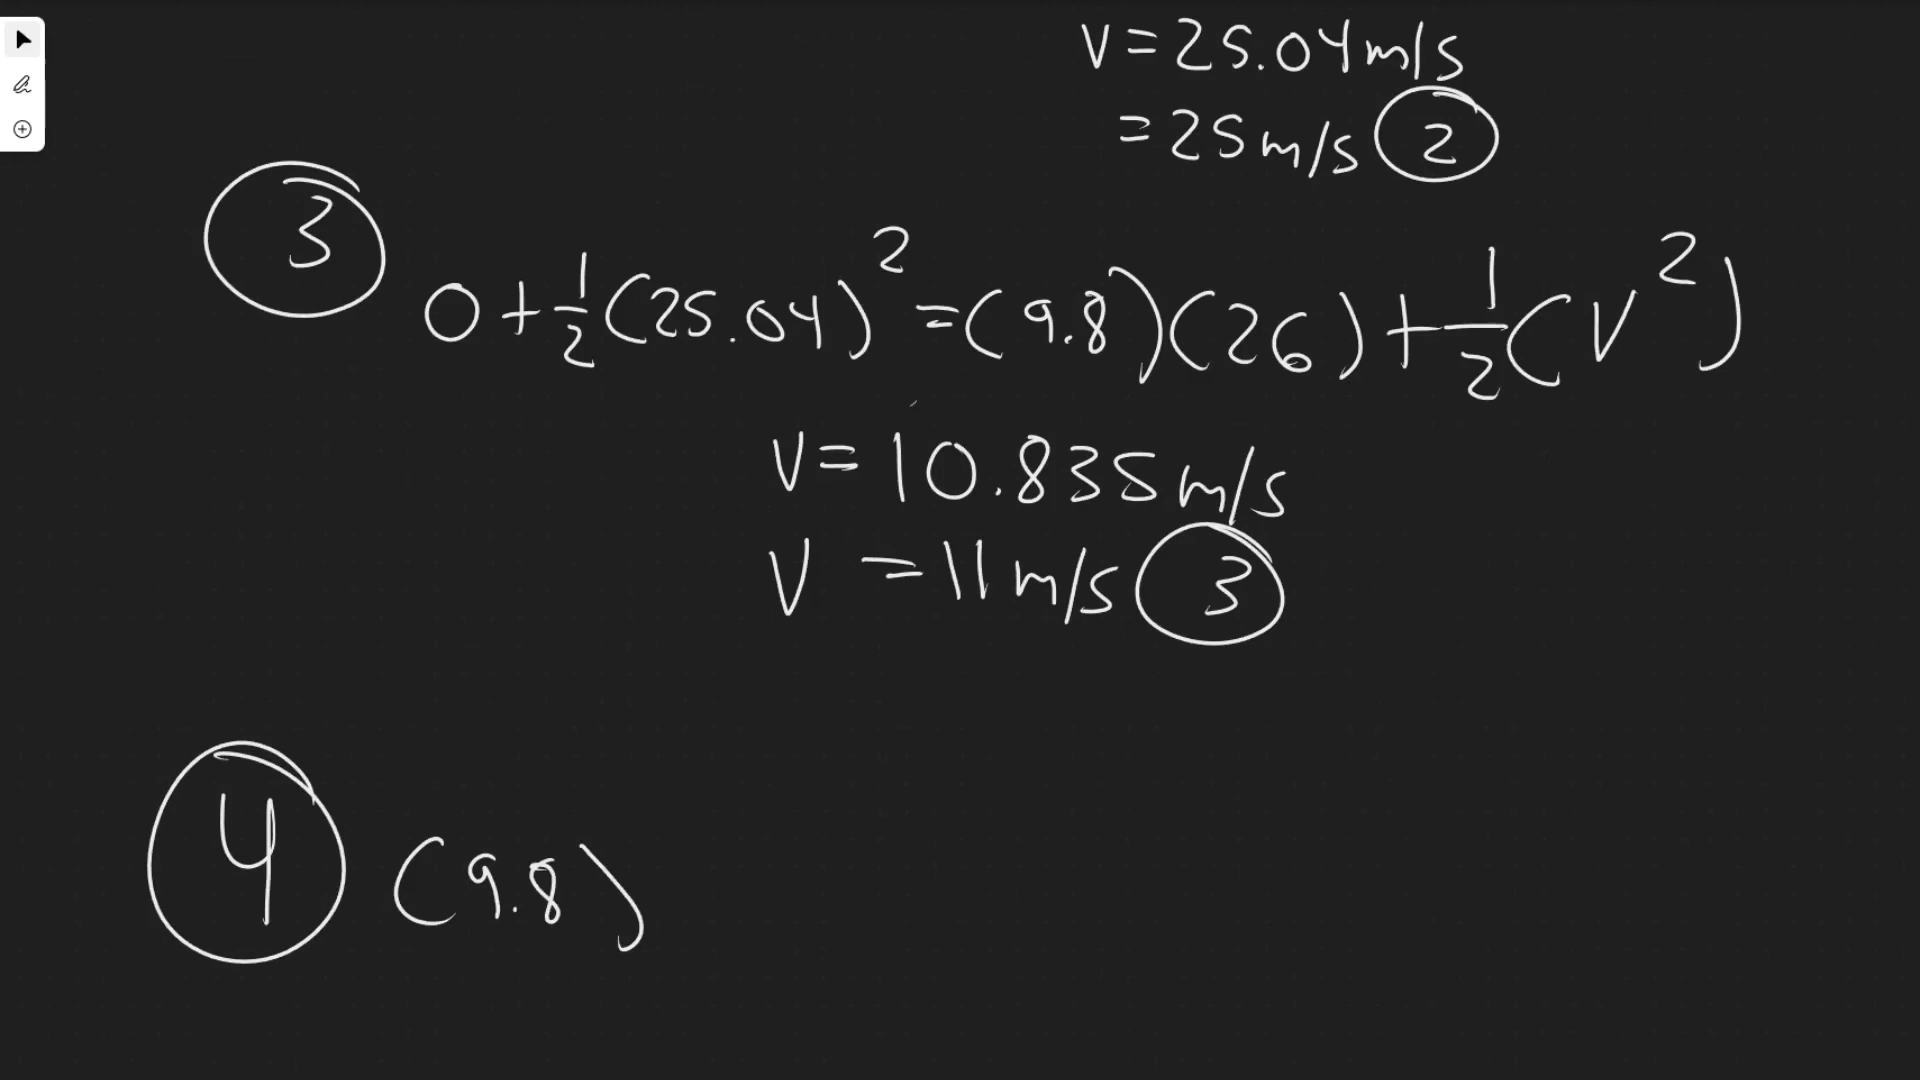 V=25.04m/s
=25m/s 2
3
0+1/2(25.04)²=(9.8)(26)+1/2(V²)
V=10.835m/s
V =11m/s 3
4 (9.8)